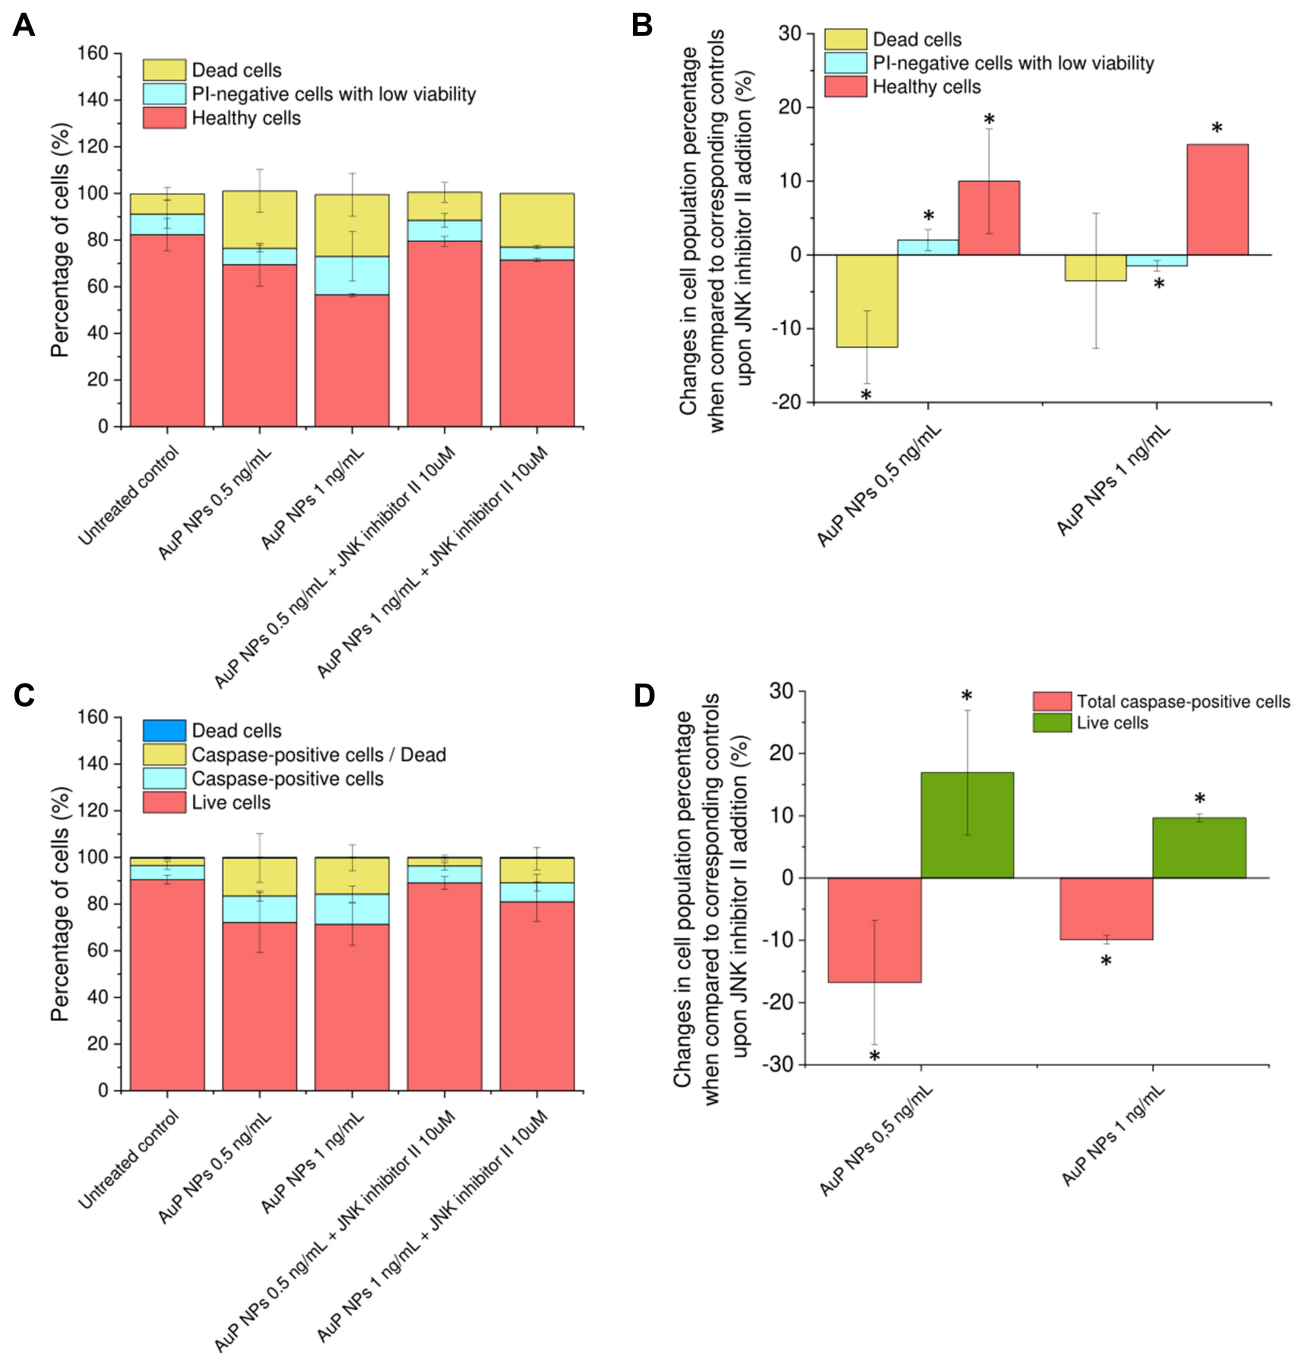 A
Percentage of cells (%)
160
140
120
100
80
60
40
20
0
Dead cells
PI-negative cells with low viability
Healthy cells
Untreated control
AuP NPs 0.5 ng/mL
AuP NPs 1 ng/mL
AuP NPs 0.5 ng/mL + JNK inhibitor II 10uM
AuP NPs 1 ng/mL + JNK inhibitor II 10uM
B
Changes in cell population percentage
when compared to corresponding controls
upon JNK inhibitor II addition (%)
30
20
10
0
-10
-20
Dead cells
PI-negative cells with low viability
Healthy cells
*
*
*
*
*
AuP NPs 0,5 ng/mL
AuP NPs 1 ng/mL
C
Percentage of cells (%)
160
140
120
100
80
60
40
20
0
Dead cells
Caspase-positive cells / Dead
Caspase-positive cells
Live cells
Untreated control
AuP NPs 0.5 ng/mL
AuP NPs 1 ng/mL
AuP NPs 0.5 ng/mL + JNK inhibitor II 10uM
AuP NPs 1 ng/mL + JNK inhibitor II 10uM
D
Changes in cell population percentage
when compared to corresponding controls
upon JNK inhibitor II addition (%)
30
20
10
0
-10
-20
-30
Total caspase-positive cells
Live cells
*
*
*
*
AuP NPs 0,5 ng/mL
AuP NPs 1 ng/mL